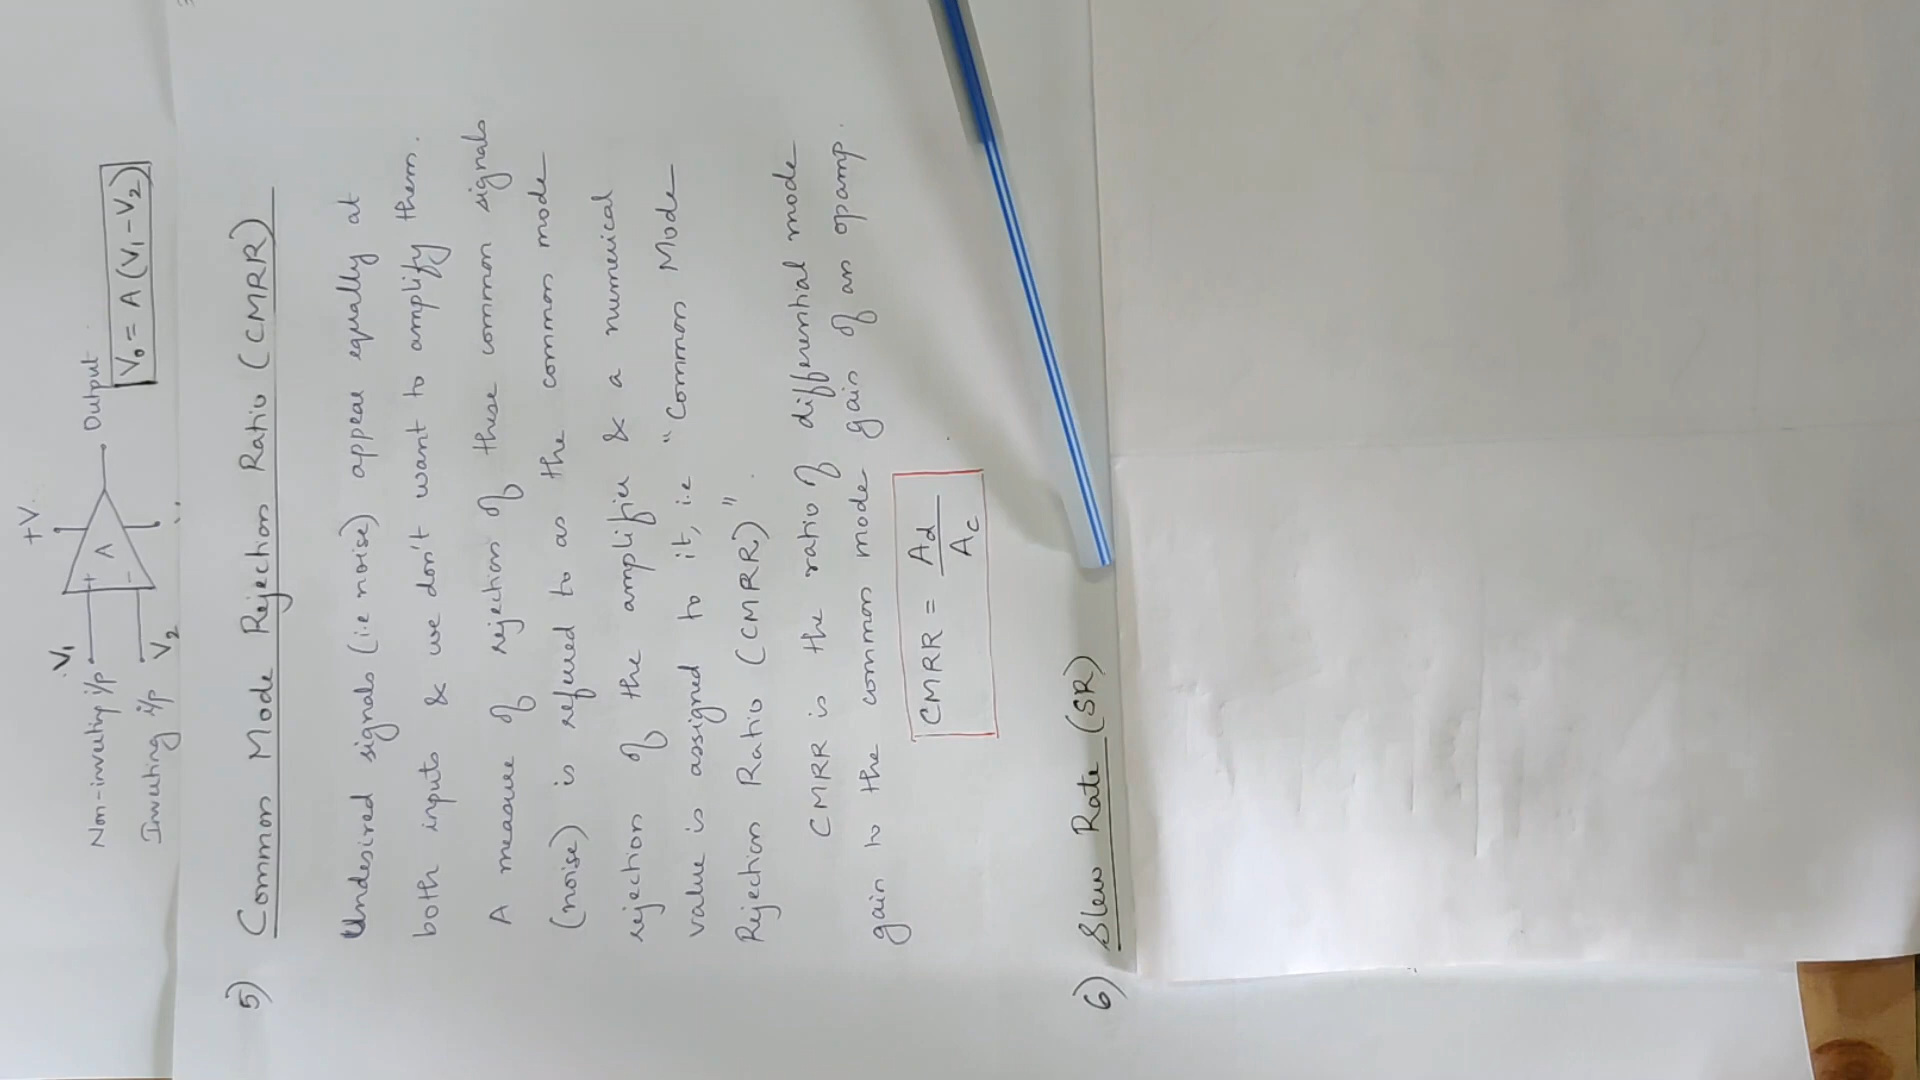 +V
V₁
Non-inverting i/p
+
A
Output
-
Inverting i/p V₂
V₀ = A (V₁ - V₂)
5) Common Mode Rejection Ratio (CMRR)
Undesired signals (i.e noise) appear equally at
both inputs & we don't want to amplify them.
A measure of rejection of these common signals
(noise) is referred to as the common mode
rejection of the amplifier & a numerical
value is assigned to it, i.e "Common Mode
Rejection Ratio (CMRR)".
CMRR is the ratio of differential mode
gain to the common mode gain of an opamp.
CMRR = Ad / Ac
6) Slew Rate (SR)